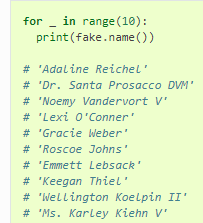 for _ in range(10):
  print(fake.name())

# 'Adaline Reichel'
# 'Dr. Santa Prosacco DVM'
# 'Noemy Vandervort V'
# 'Lexi O'Conner'
# 'Gracie Weber'
# 'Roscoe Johns'
# 'Emmett Lebsack'
# 'Keegan Thiel'
# 'Wellington Koelpin II'
# 'Ms. Karley Kiehn V'